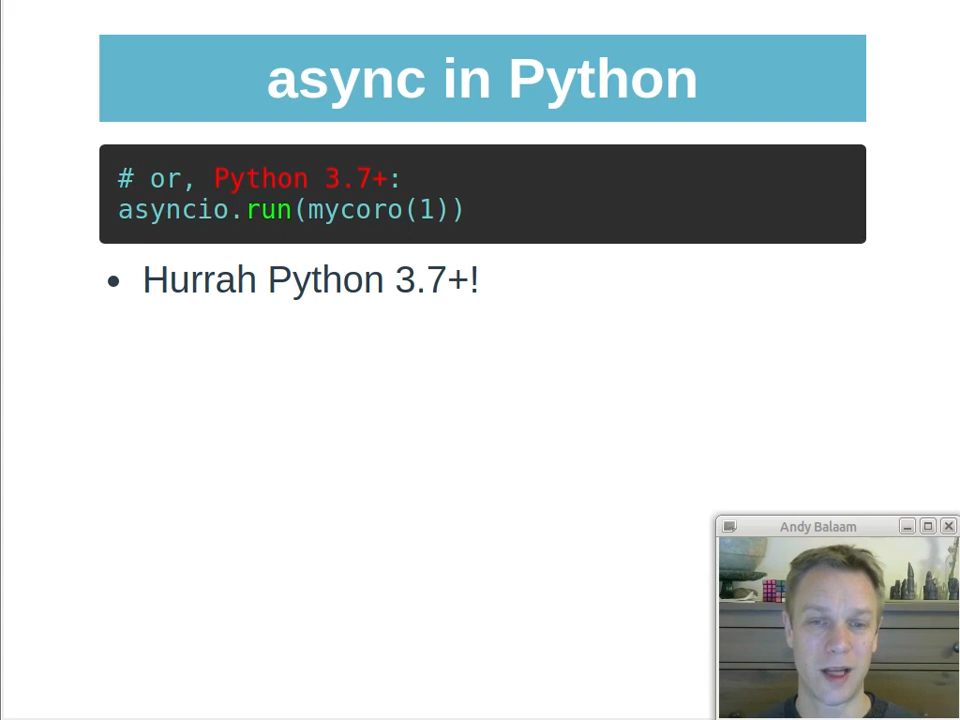 async in Python
# or, Python 3.7+:
asyncio.run(mycoro(1))
• Hurrah Python 3.7+!
Andy Balaam